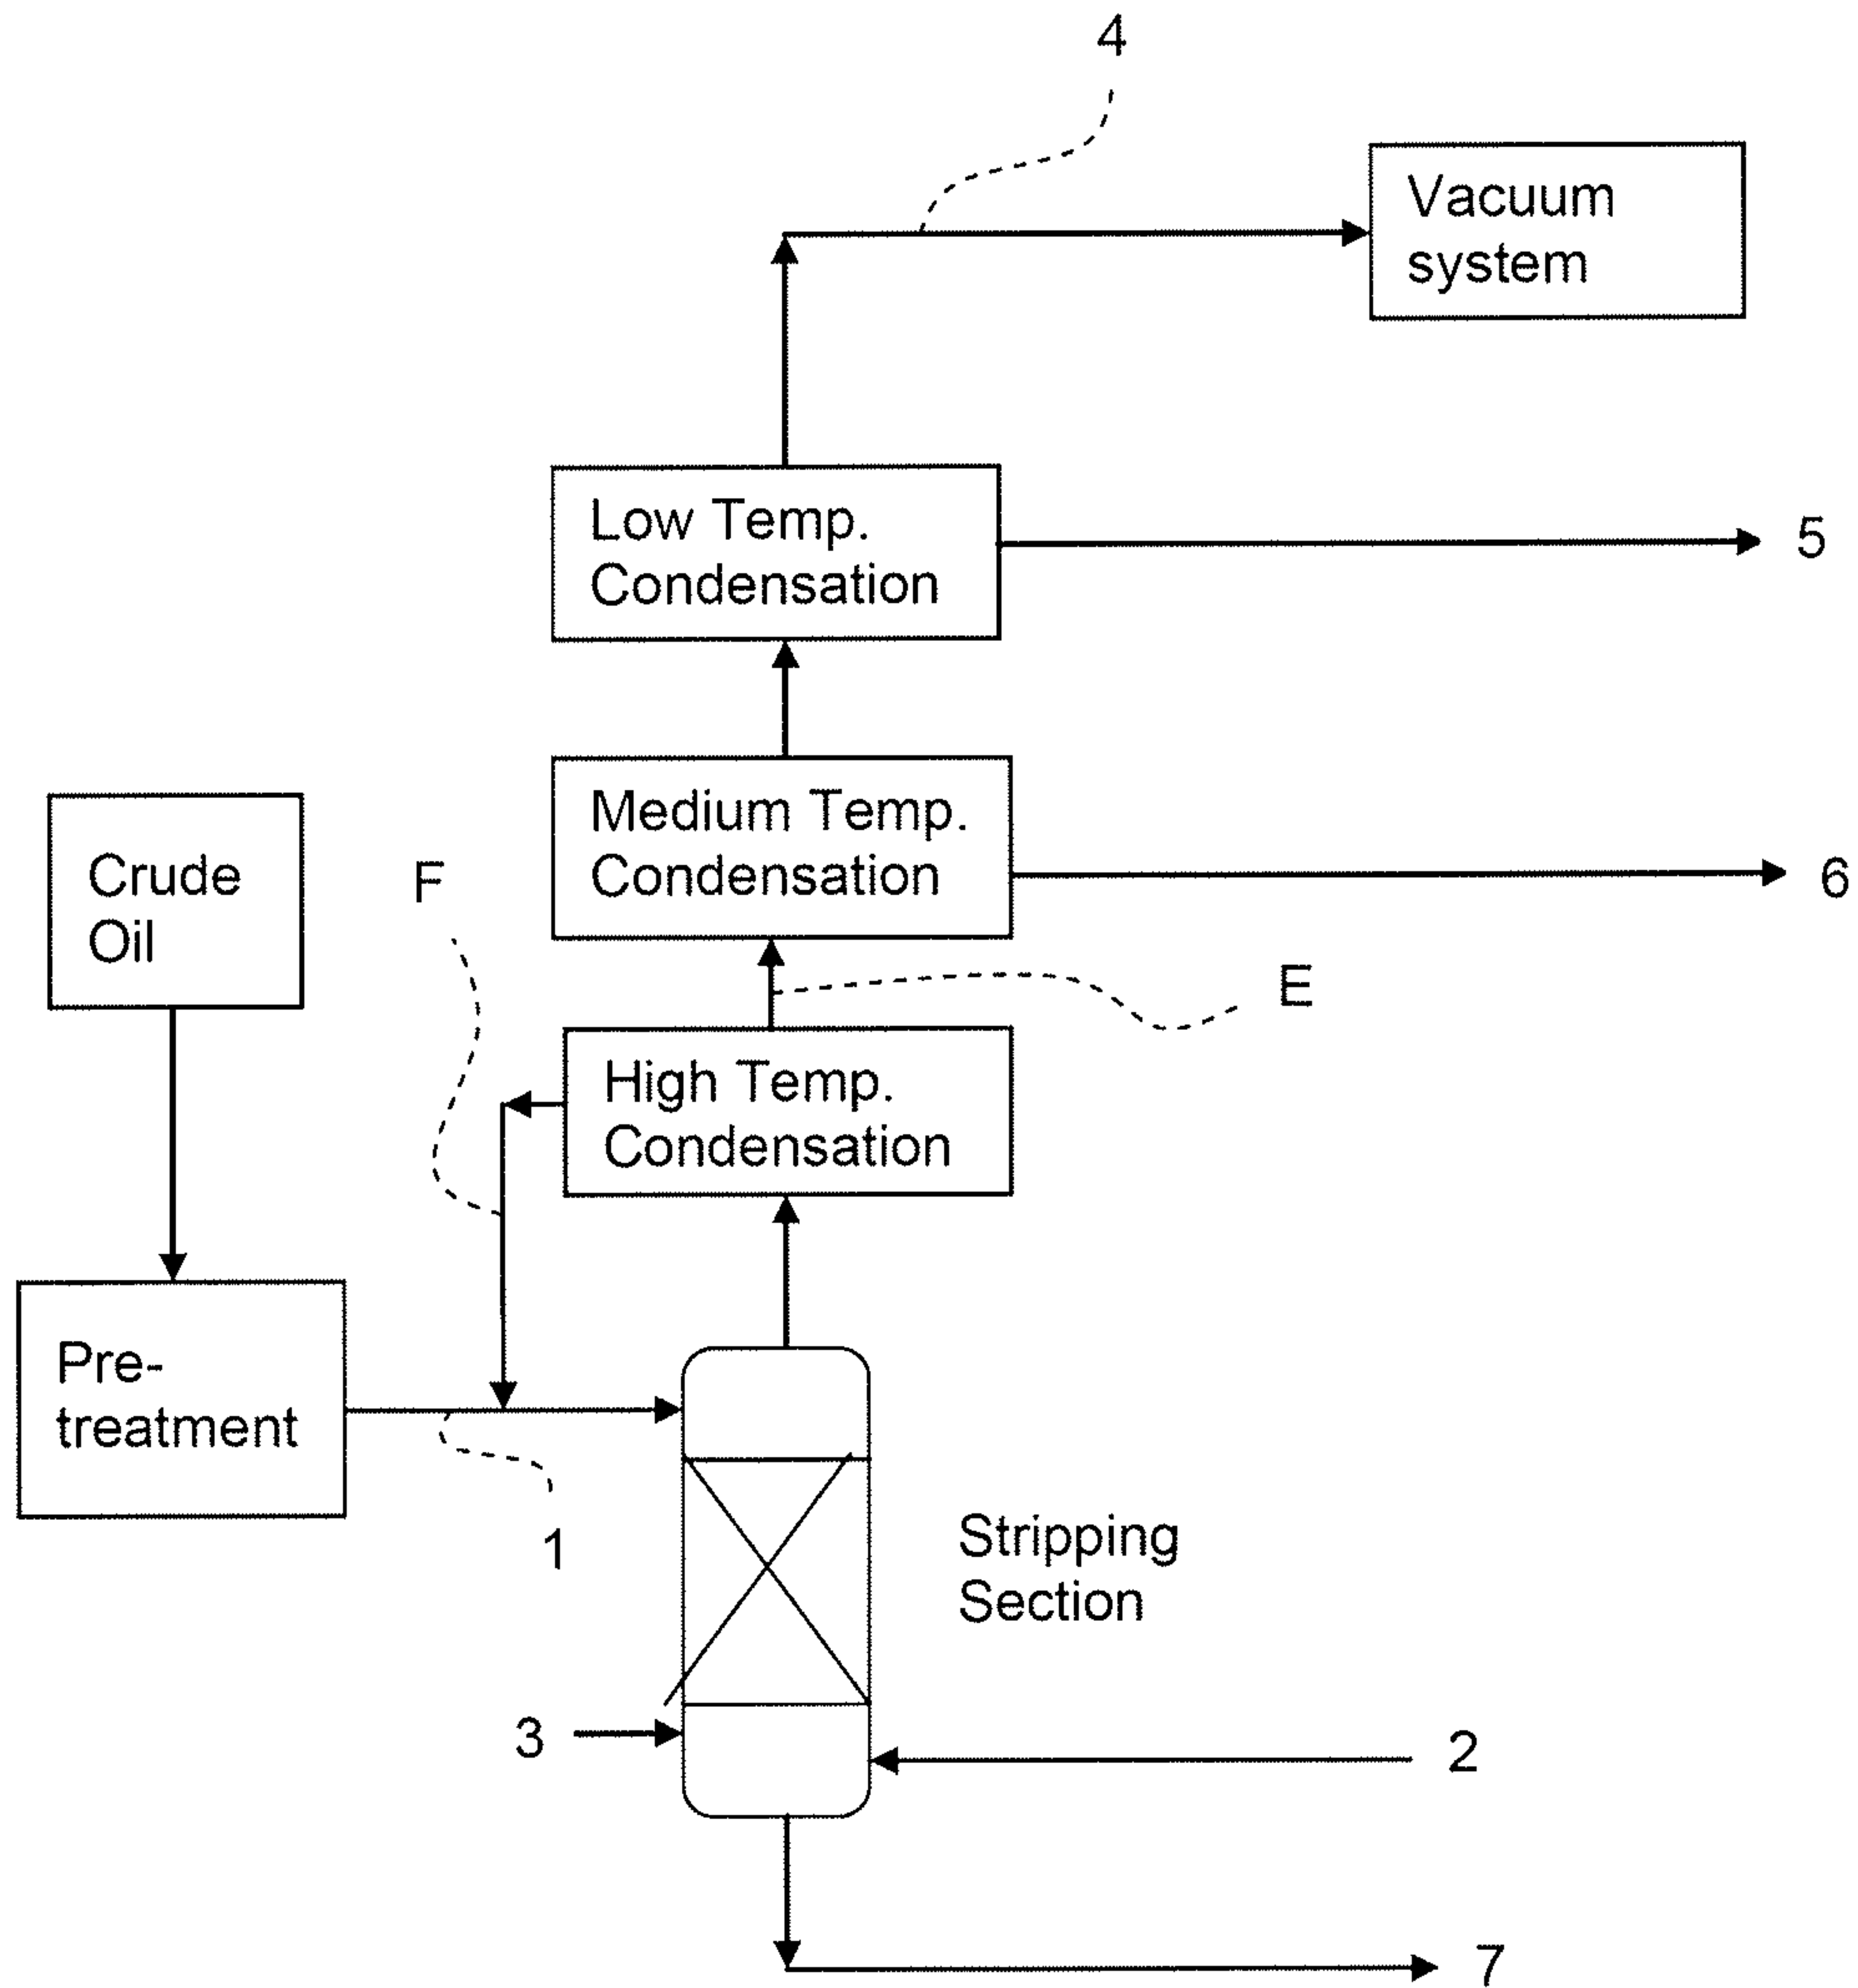 4
Vacuum
system
Low Temp.
Condensation
5
Medium Temp.
Condensation
6
Crude
Oil
F
E
High Temp.
Condensation
Pre-
treatment
1
Stripping
Section
3
2
7